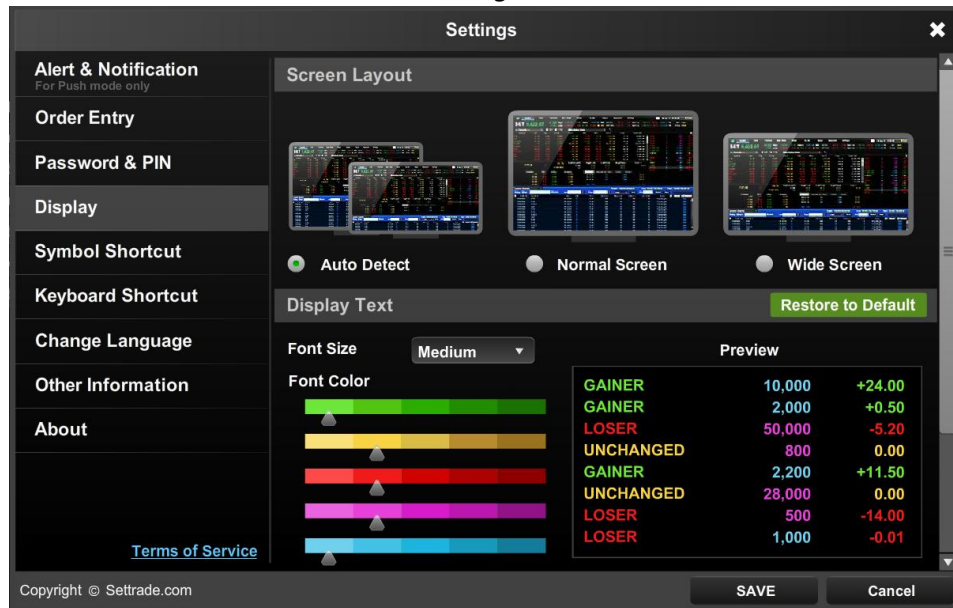 Settings
Alert & Notification
For Push mode only
Order Entry
Password & PIN
Display
Symbol Shortcut
Keyboard Shortcut
Change Language
Other Information
About
Terms of Service
Screen Layout
Auto Detect
Normal Screen
Wide Screen
Display Text
Restore to Default
Font Size
Medium
Font Color
Preview
GAINER 10,000 +24.00
GAINER 2,000 +0.50
LOSER 50,000 -5.20
UNCHANGED 800 0.00
GAINER 2,200 +11.50
UNCHANGED 28,000 0.00
LOSER 500 -14.00
LOSER 1,000 -0.01
Copyright © Settrade.com
SAVE
Cancel